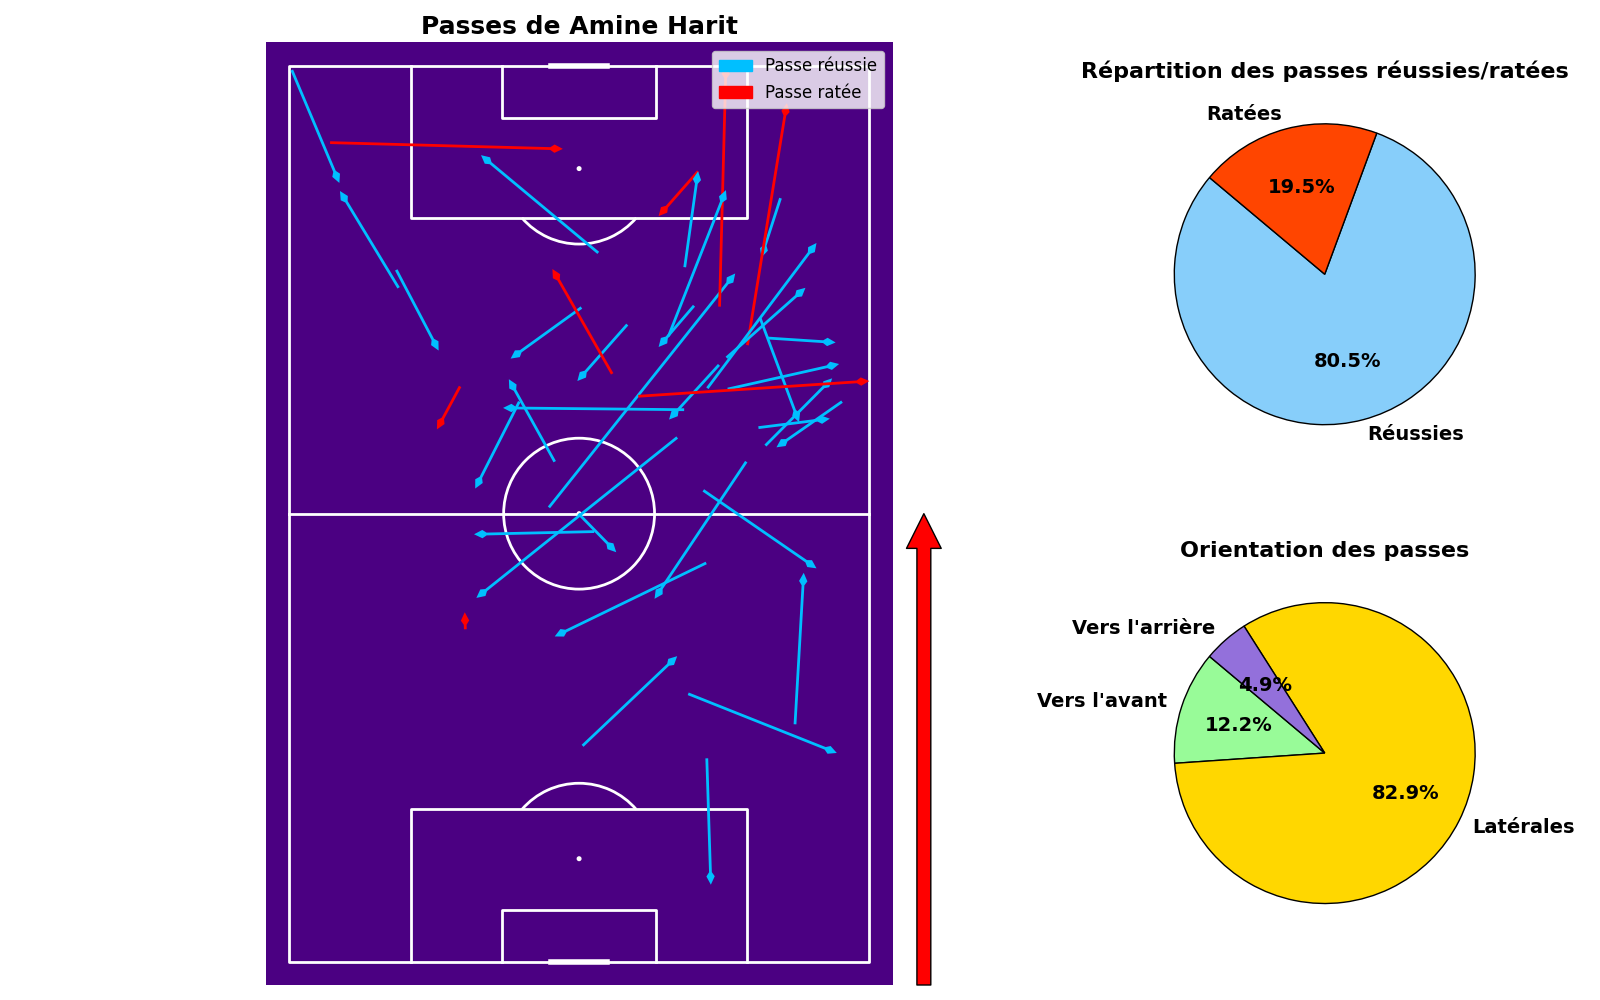 Passes de Amine Harit
Passe réussie
Passe ratée
Répartition des passes réussies/ratées
Ratées
19.5%
80.5%
Réussies
Orientation des passes
Vers l'arrière
4.9%
Vers l'avant
12.2%
82.9%
Latérales